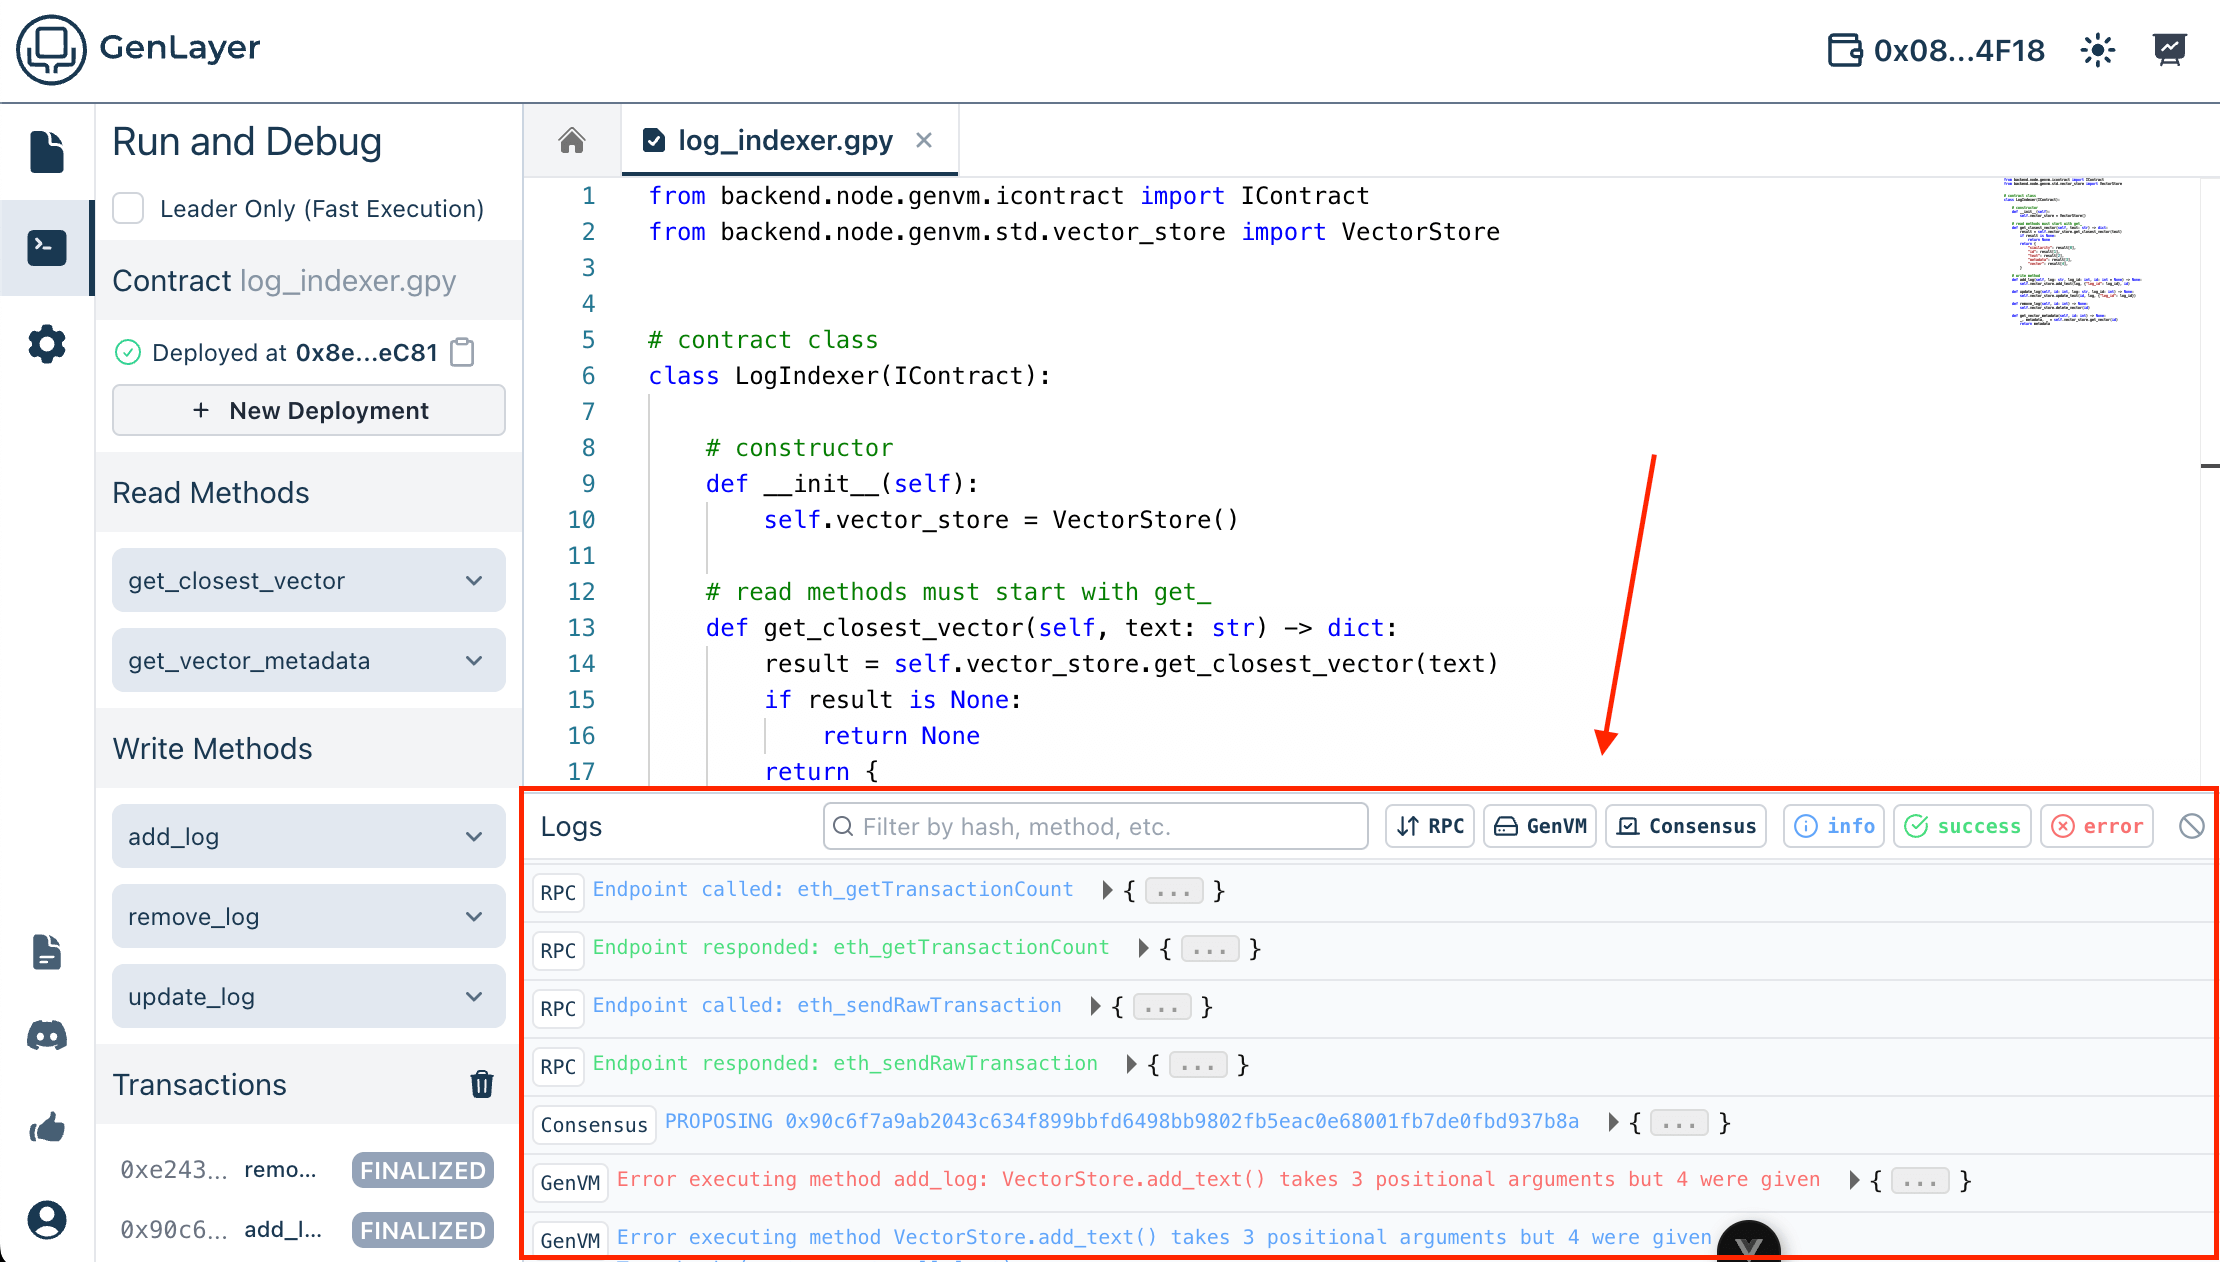 GenLayer
0x08...4F18
Run and Debug
Leader Only (Fast Execution)
Contract log_indexer.gpy
Deployed at 0x8e...eC81
+ New Deployment
Read Methods
get_closest_vector
get_vector_metadata
Write Methods
add_log
remove_log
update_log
Transactions
0xe243... remo... FINALIZED
0x90c6... add_l... FINALIZED
log_indexer.gpy
1 from backend.node.genvm.icontract import IContract
2 from backend.node.genvm.std.vector_store import VectorStore
3
4
5 # contract class
6 class LogIndexer(IContract):
7
8 # constructor
9 def __init__(self):
10 self.vector_store = VectorStore()
11
12 # read methods must start with get_
13 def get_closest_vector(self, text: str) -> dict:
14 result = self.vector_store.get_closest_vector(text)
15 if result is None:
16 return None
17 return {
Logs
Filter by hash, method, etc.
RPC GenVM Consensus info success error
RPC Endpoint called: eth_getTransactionCount { ... }
RPC Endpoint responded: eth_getTransactionCount { ... }
RPC Endpoint called: eth_sendRawTransaction { ... }
RPC Endpoint responded: eth_sendRawTransaction { ... }
Consensus PROPOSING 0x90c6f7a9ab2043c634f899bbfd6498bb9802fb5eac0e68001fb7de0fbd937b8a { ... }
GenVM Error executing method add_log: VectorStore.add_text() takes 3 positional arguments but 4 were given { ... }
GenVM Error executing method VectorStore.add_text() takes 3 positional arguments but 4 were given